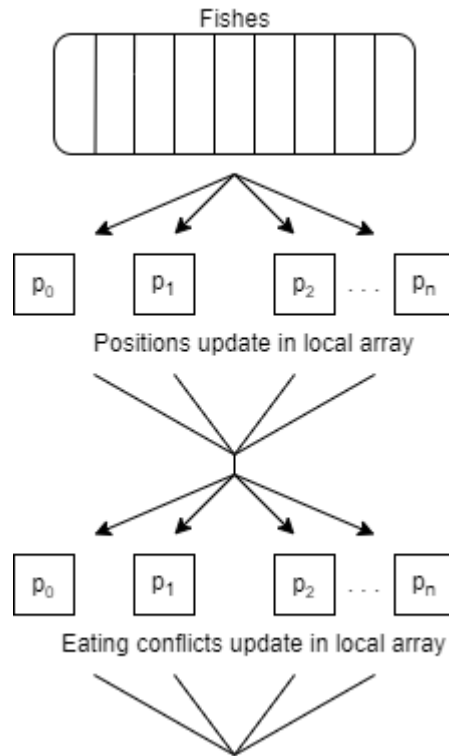 Fishes
p₀ p₁ p₂ ... pₙ
Positions update in local array
p₀ p₁ p₂ ... pₙ
Eating conflicts update in local array